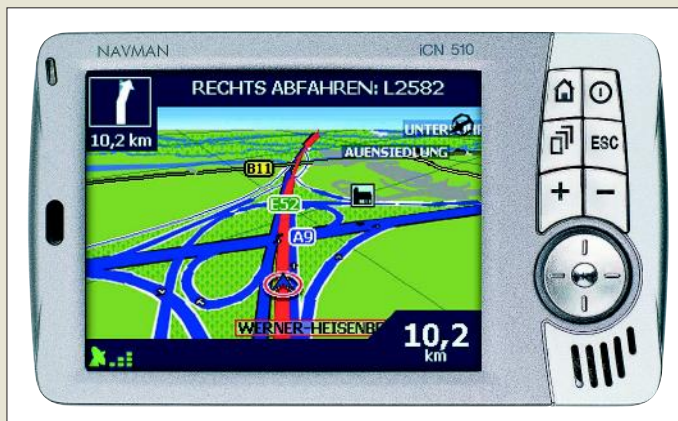 NAVMAN iCN 510
RECHTS ABFAHREN: L2582
10,2 km
AUENSIEDLUNG
B11
E52
A9
ESC
+ −
10,2
km